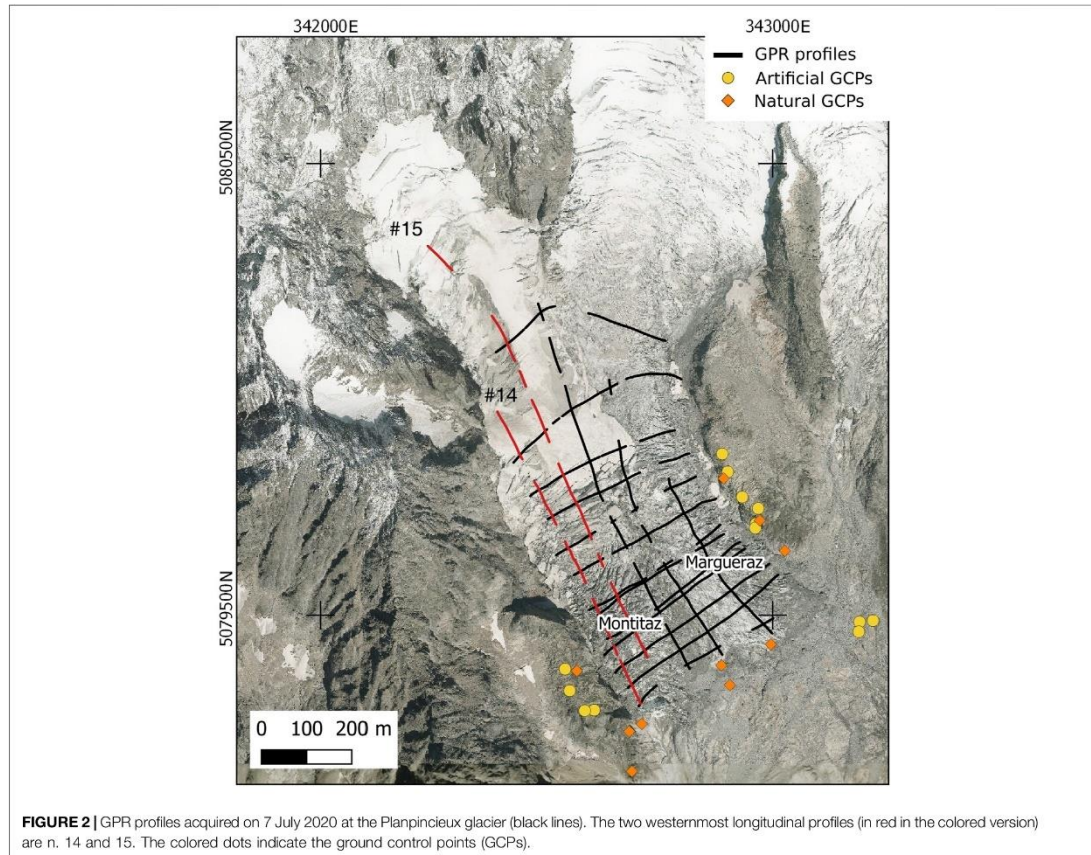 342000E 343000E
GPR profiles
Artificial GCPs
Natural GCPs
5080500N
#15
#14
Margueraz
5079500N
Montitaz
0 100 200 m
FIGURE 2 | GPR profiles acquired on 7 July 2020 at the Planpincieux glacier (black lines). The two westernmost longitudinal profiles (in red in the colored version)
are n. 14 and 15. The colored dots indicate the ground control points (GCPs).